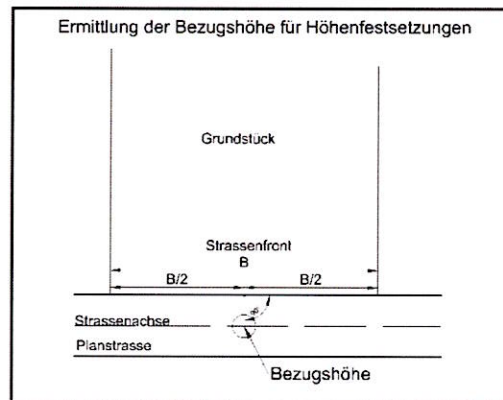 Ermittlung der Bezugshöhe für Höhenfestsetzungen
Grundstück
Strassenfront
B
B/2 B/2
Strassenachse
Planstrasse
Bezugshöhe